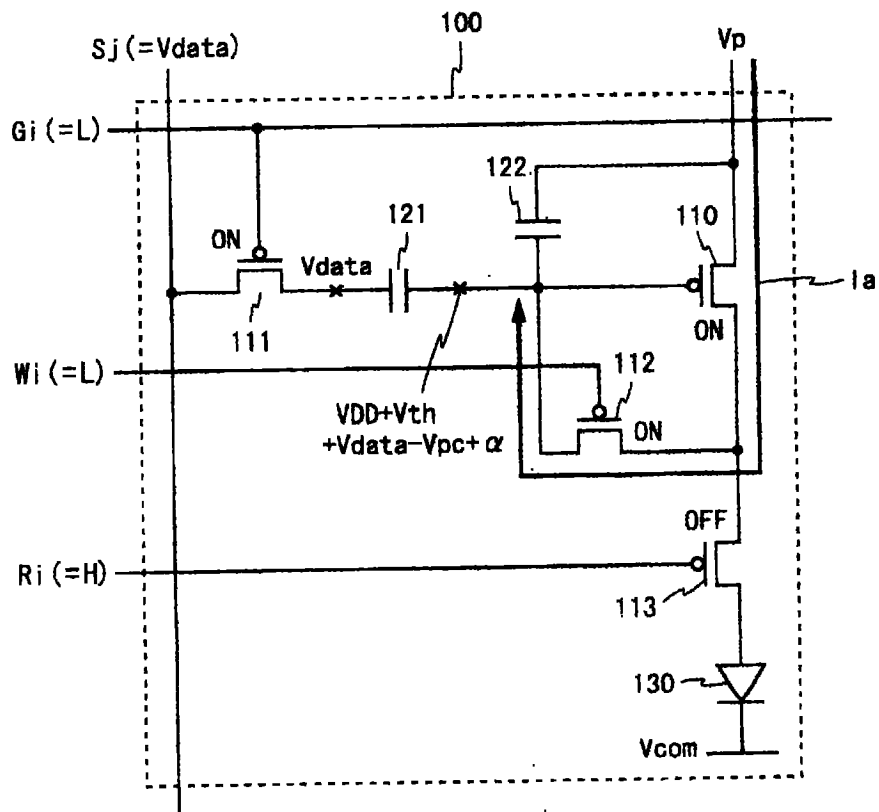 100
Sj(=Vdata)
Vp
Gi(=L)
122
110
121
ON
Vdata
Ia
111
ON
Wi(=L)
112
VDD+Vth
+Vdata-Vpc+α
ON
OFF
Ri(=H)
113
130
Vcom